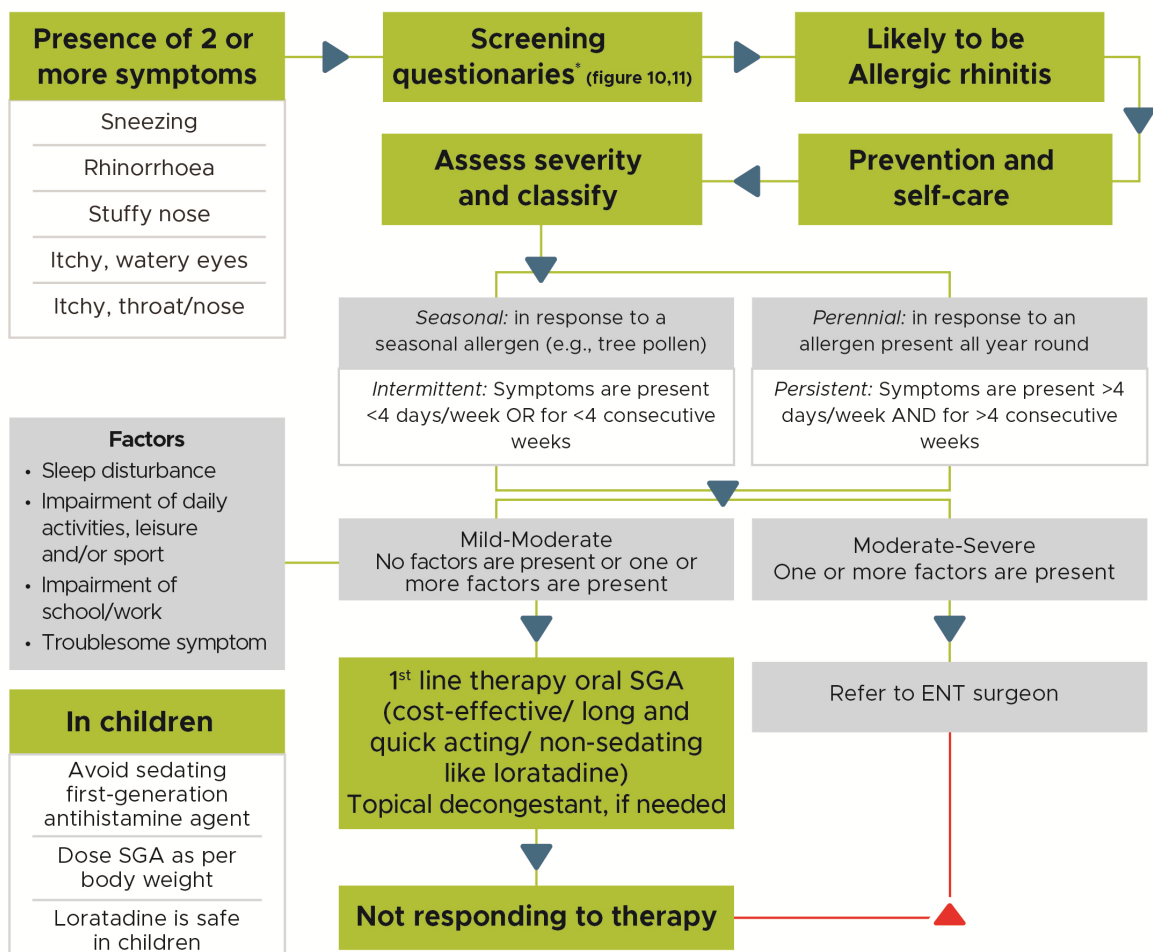 Presence of 2 or
more symptoms
Sneezing
Rhinorrhoea
Stuffy nose
Itchy, watery eyes
Itchy, throat/nose
Screening
questionaries* (figure 10,11)
Likely to be
Allergic rhinitis
Prevention and
self-care
Assess severity
and classify
Seasonal: in response to a
seasonal allergen (e.g., tree pollen)
Intermittent: Symptoms are present
<4 days/week OR for <4 consecutive
weeks
Perennial: in response to an
allergen present all year round
Persistent: Symptoms are present >4
days/week AND for >4 consecutive
weeks
Factors
• Sleep disturbance
• Impairment of daily
activities, leisure
and/or sport
• Impairment of
school/work
• Troublesome symptom
Mild-Moderate
No factors are present or one or
more factors are present
Moderate-Severe
One or more factors are present
1st line therapy oral SGA
(cost-effective/ long and
quick acting/ non-sedating
like loratadine)
Topical decongestant, if needed
Refer to ENT surgeon
Not responding to therapy
In children
Avoid sedating
first-generation
antihistamine agent
Dose SGA as per
body weight
Loratadine is safe
in children